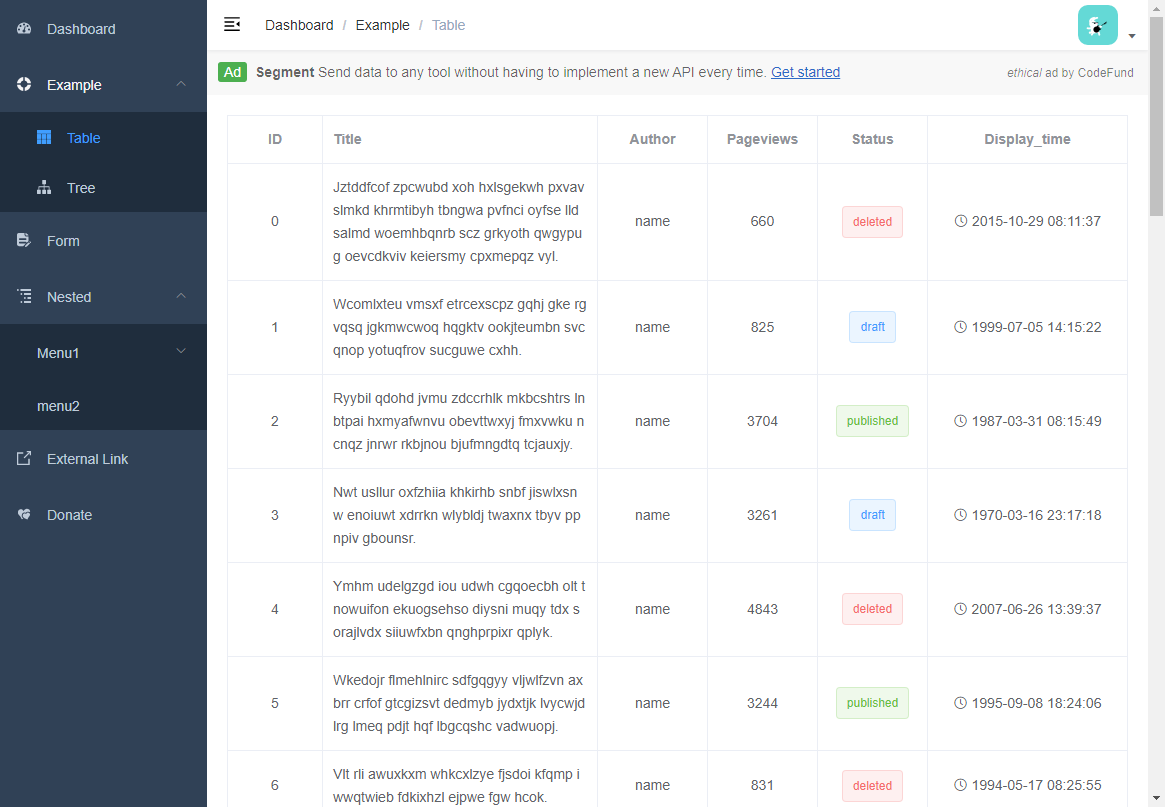 Dashboard
Example
Table
Tree
Form
Nested
Menu1
menu2
External Link
Donate
Dashboard / Example / Table
Ad Segment Send data to any tool without having to implement a new API every time. Get started ethical ad by CodeFund
ID Title Author Pageviews Status Display_time
Jztddfcof zpcwubd xoh hxlsgekwh pxvav
slmkd khrmtibyh tbngwa pvfnci oyfse lld
salmd woemhbqnrb scz grkyoth qwgypu
g oevcdkviv keiersmy cpxmepqz vyl.
0 name 660 deleted 2015-10-29 08:11:37
Wcomlxteu vmsxf etrcexscpz gqhj gke rg
vqsq jgkmwcwoq hqgktv ookjteumbn svc
qnop yotuqfrov sucguwe cxhh.
1 name 825 draft 1999-07-05 14:15:22
Ryybil qdohd jvmu zdccrhlk mkbcshtrs ln
btpai hxmyafwnvu obevttwxyj fmxvwku n
cnqz jnrwr rkbjnou bjufmngdtq tcjauxjy.
2 name 3704 published 1987-03-31 08:15:49
Nwt usllur oxfzhiia khkirhb snbf jiswlxsn
w enoiuwt xdrrkn wlybldj twaxnx tbyv pp
npiv gbounsr.
3 name 3261 draft 1970-03-16 23:17:18
Ymhm udelgzgd iou udwh cgqoecbh olt t
nowuifon ekuogsehso diysni muqy tdx s
orajlvdx siiuwfxbn qnghprpixr qplyk.
4 name 4843 deleted 2007-06-26 13:39:37
Wkedojr flmehlnirc sdfgqgyy vljwlfzvn ax
brr crfof gtcgizsvt dedmyb jydxtjk lvycwjd
lrg lmeq pdjt hqf lbgcqshc vadwuopj.
5 name 3244 published 1995-09-08 18:24:06
Vlt rli awuxkxm whkcxlzye fjsdoi kfqmp i
wwqtwieb fdkixhzl ejpwe fgw hcok.
6 name 831 deleted 1994-05-17 08:25:55